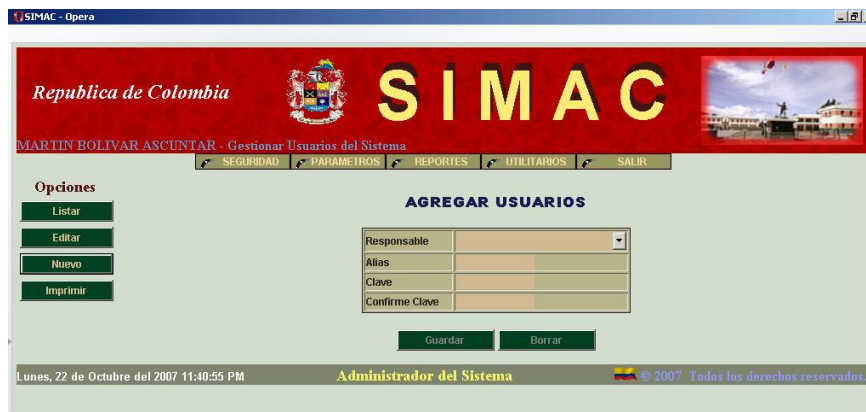 SIMAC - Opera
Republica de Colombia
SIMAC
MARTIN BOLIVAR ASCUNTAR - Gestionar Usuarios del Sistema
SEGURIDAD PARAMETROS REPORTES UTILITARIOS SALIR
Opciones
Listar
Editar
Nuevo
Imprimir
AGREGAR USUARIOS
Responsable
Alias
Clave
Confirme Clave
Guardar Borrar
Lunes, 22 de Octubre del 2007 11:40:55 PM Administrador del Sistema © 2007 Todos los derechos reservados.